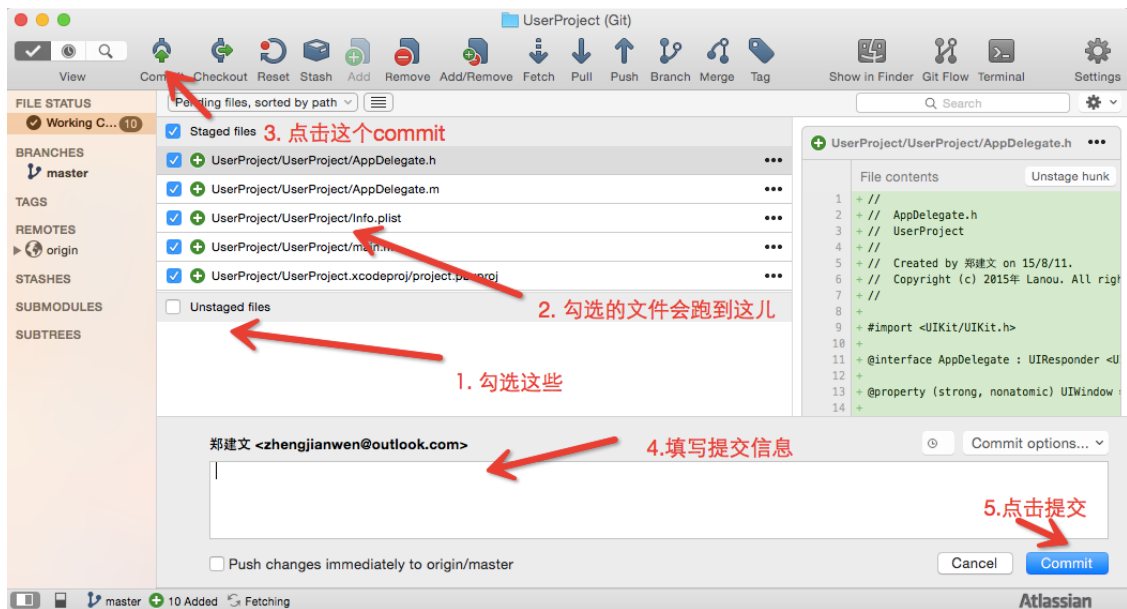 UserProject (Git)
View Commit Checkout Reset Stash Add Remove Add/Remove Fetch Pull Push Branch Merge Tag Show in Finder Git Flow Terminal Settings
FILE STATUS
Working C... 10
BRANCHES
master
TAGS
REMOTES
origin
STASHES
SUBMODULES
SUBTREES
Pending files, sorted by path
Search
Staged files
3. 点击这个commit
UserProject/UserProject/AppDelegate.h
UserProject/UserProject/AppDelegate.m
UserProject/UserProject/Info.plist
UserProject/UserProject/main.m
UserProject/UserProject.xcodeproj/project.pbxproj
Unstaged files
2. 勾选的文件会跑到这儿
1. 勾选这些
UserProject/UserProject/AppDelegate.h
File contents Unstage hunk
1 + //
2 + // AppDelegate.h
3 + // UserProject
4 + //
5 + // Created by 郑建文 on 15/8/11.
6 + // Copyright (c) 2015年 Lanou. All righ
7 + //
8 +
9 + #import <UIKit/UIKit.h>
10 +
11 + @interface AppDelegate : UIResponder <U
12 +
13 + @property (strong, nonatomic) UIWindow
14 +
郑建文 <zhengjianwen@outlook.com>
4.填写提交信息
Commit options...
5.点击提交
Push changes immediately to origin/master
Cancel Commit
master 10 Added Fetching
Atlassian